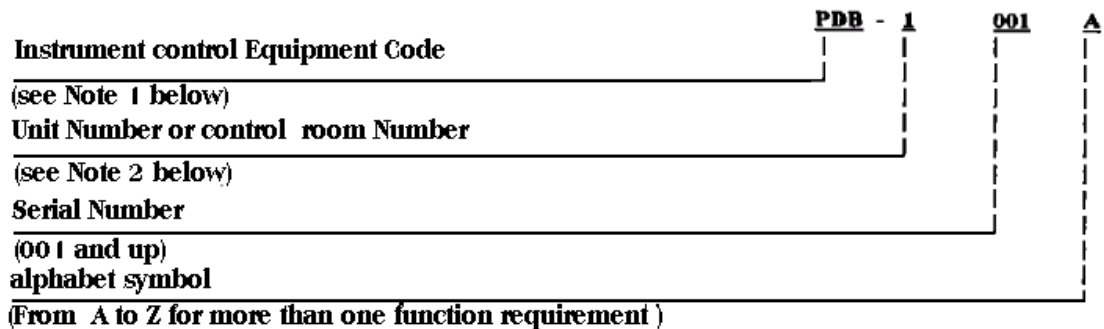 PDB - 1 001 A
Instrument control Equipment Code
(see Note 1 below)
Unit Number or control room Number
(see Note 2 below)
Serial Number
(001 and up)
alphabet symbol
(From A to Z for more than one function requirement )